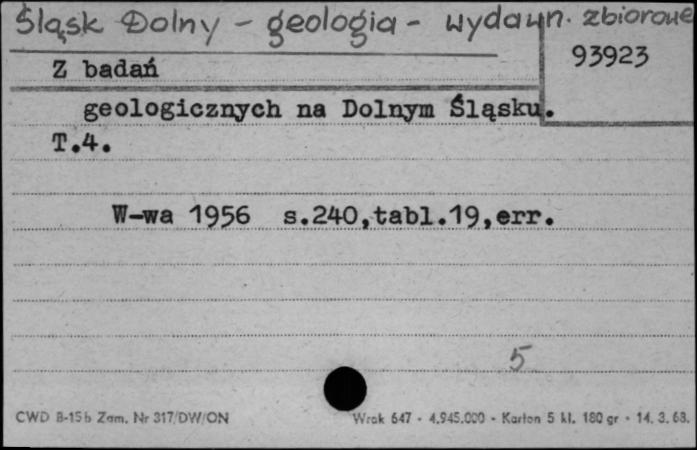 Śląsk Dolny - geologia - wydawn. zbiorowe
93923
Z badań
geologicznych na Dolnym Śląsku.
T.4.
W-wa 1956 s.240,tabl.19,err.
5
CWD B-15b Zam. Nr 317/DW/ON Wrak 647 - 4.945.000 - Karton 5 kl. 180 gr - 14. 3. 68.